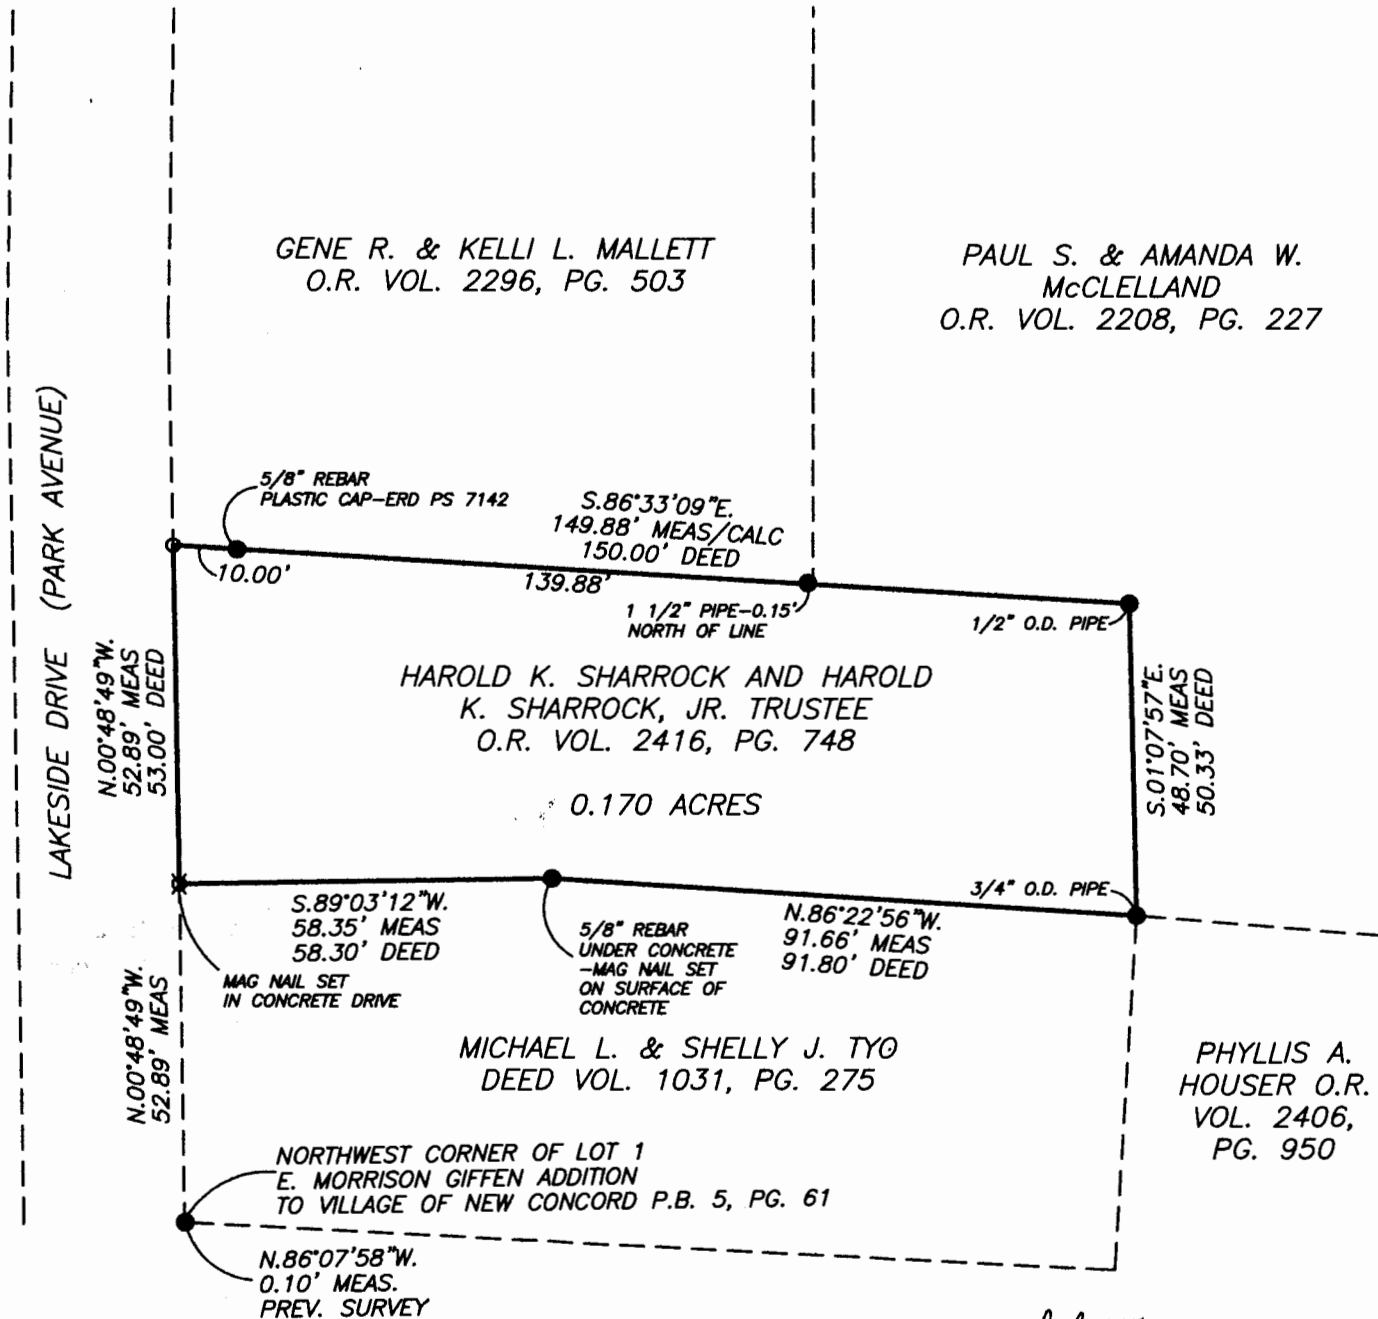 GENE R. & KELLI L. MALLETT
O.R. VOL. 2296, PG. 503
PAUL S. & AMANDA W.
McCLELLAND
O.R. VOL. 2208, PG. 227
LAKESIDE DRIVE (PARK AVENUE)
5/8" REBAR
PLASTIC CAP-ERD PS 7142
S.86°33'09"E.
149.88' MEAS/CALC
150.00' DEED
10.00'
139.88'
1 1/2" PIPE-0.15'
NORTH OF LINE
1/2" O.D. PIPE
N.00°48'49"W.
52.89' MEAS
53.00' DEED
HAROLD K. SHARROCK AND HAROLD
K. SHARROCK, JR. TRUSTEE
O.R. VOL. 2416, PG. 748
0.170 ACRES
S.01°07'57"E.
48.70' MEAS
50.33' DEED
3/4" O.D. PIPE
S.89°03'12"W.
58.35' MEAS
58.30' DEED
MAG NAIL SET
IN CONCRETE DRIVE
5/8" REBAR
UNDER CONCRETE
-MAG NAIL SET
ON SURFACE OF
CONCRETE
N.86°22'56"W.
91.66' MEAS
91.80' DEED
N.00°48'49"W.
52.89' MEAS
MICHAEL L. & SHELLY J. TYO
DEED VOL. 1031, PG. 275
PHYLLIS A.
HOUSER O.R.
VOL. 2406,
PG. 950
NORTHWEST CORNER OF LOT 1
E. MORRISON GIFFEN ADDITION
TO VILLAGE OF NEW CONCORD P.B. 5, PG. 61
N.86°07'58"W.
0.10' MEAS.
PREV. SURVEY